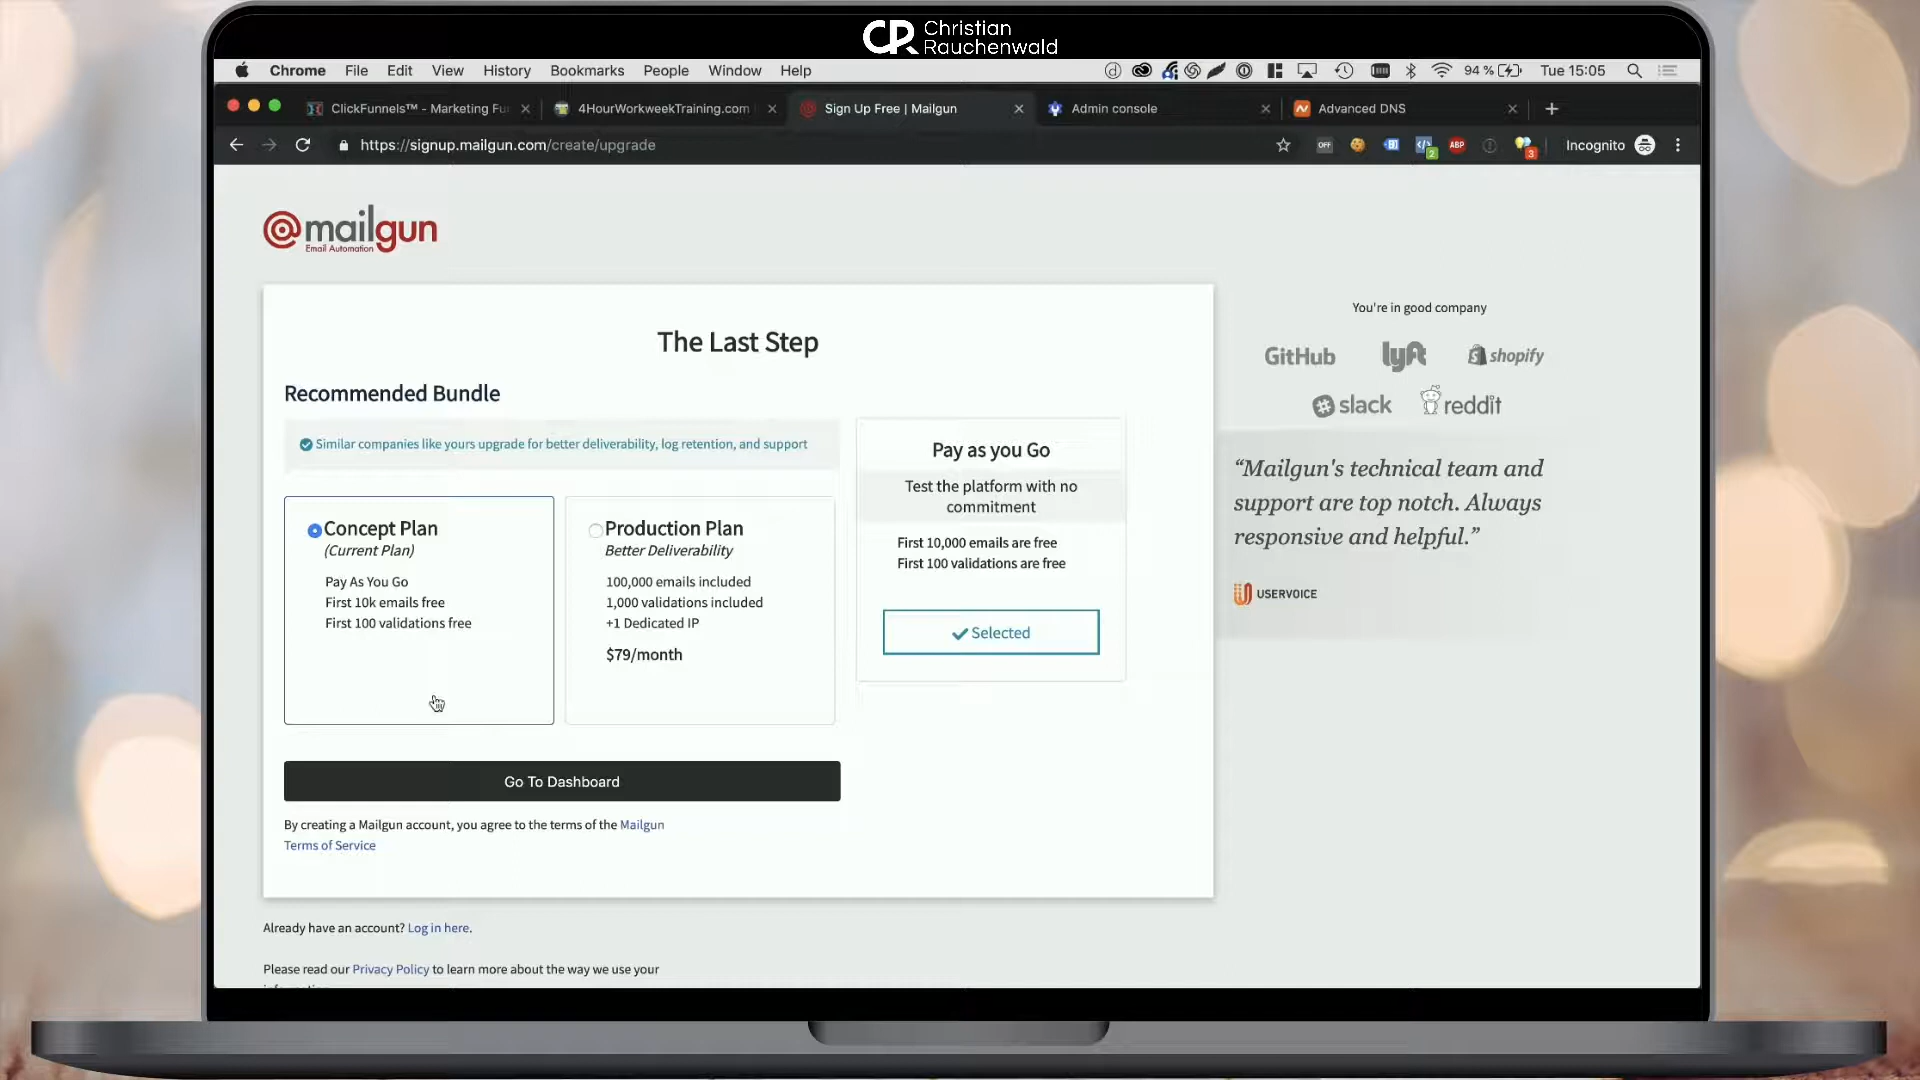 Christian
Rauchenwald
Chrome File Edit View History Bookmarks People Window Help
94 % Tue 15:05
ClickFunnels™ - Marketing Fu
4HourWorkweekTraining.com
Sign Up Free | Mailgun
Admin console
Advanced DNS
https://signup.mailgun.com/create/upgrade
OFF
2
ABP
3
Incognito
@mailgun
Email Automation
The Last Step
Recommended Bundle
Similar companies like yours upgrade for better deliverability, log retention, and support
Concept Plan
(Current Plan)
Pay As You Go
First 10k emails free
First 100 validations free
Production Plan
Better Deliverability
100,000 emails included
1,000 validations included
+1 Dedicated IP
$79/month
Pay as you Go
Test the platform with no
commitment
First 10,000 emails are free
First 100 validations are free
Selected
Go To Dashboard
By creating a Mailgun account, you agree to the terms of the Mailgun
Terms of Service
Already have an account? Log in here.
Please read our Privacy Policy to learn more about the way we use your
You're in good company
GitHub
lyft
shopify
slack
reddit
“Mailgun's technical team and
support are top notch. Always
responsive and helpful.”
USERVOICE